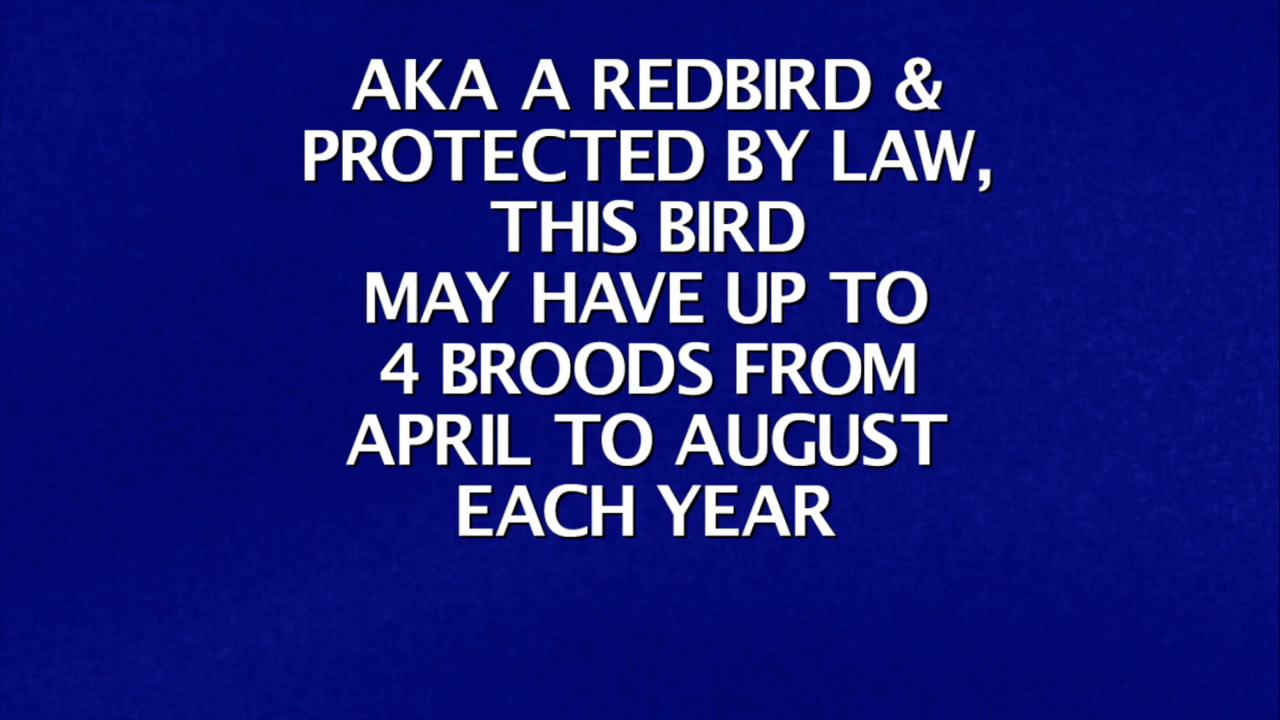 AKA A REDBIRD &
PROTECTED BY LAW,
THIS BIRD
MAY HAVE UP TO
4 BROODS FROM
APRIL TO AUGUST
EACH YEAR